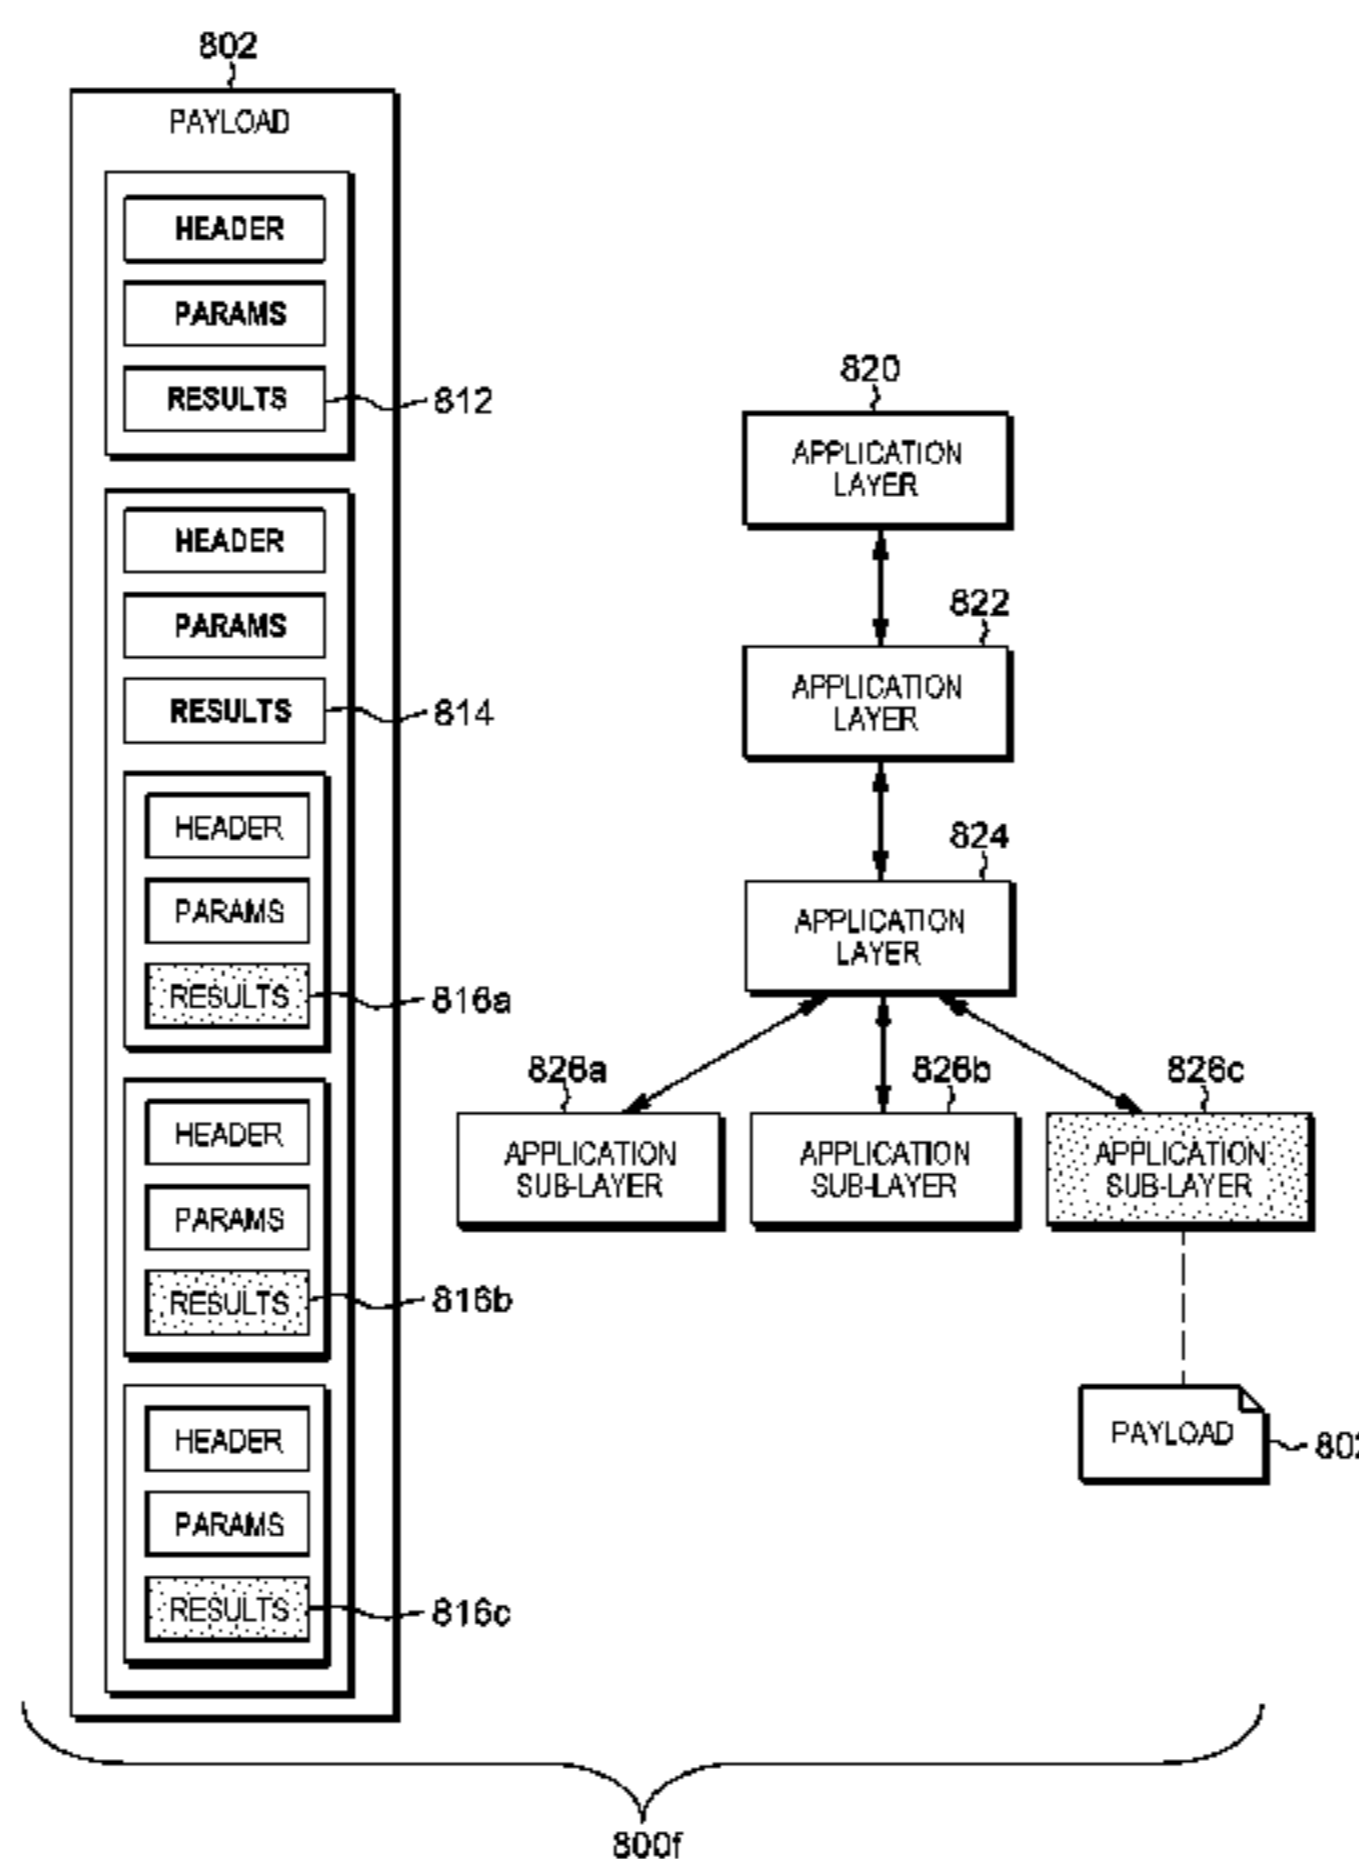 802
PAYLOAD
HEADER
PARAMS
RESULTS
812
HEADER
PARAMS
RESULTS
814
HEADER
PARAMS
RESULTS
816a
HEADER
PARAMS
RESULTS
816b
HEADER
PARAMS
RESULTS
816c
820
APPLICATION
LAYER
822
APPLICATION
LAYER
824
APPLICATION
LAYER
826a
APPLICATION
SUB-LAYER
826b
APPLICATION
SUB-LAYER
826c
APPLICATION
SUB-LAYER
PAYLOAD
802
800f